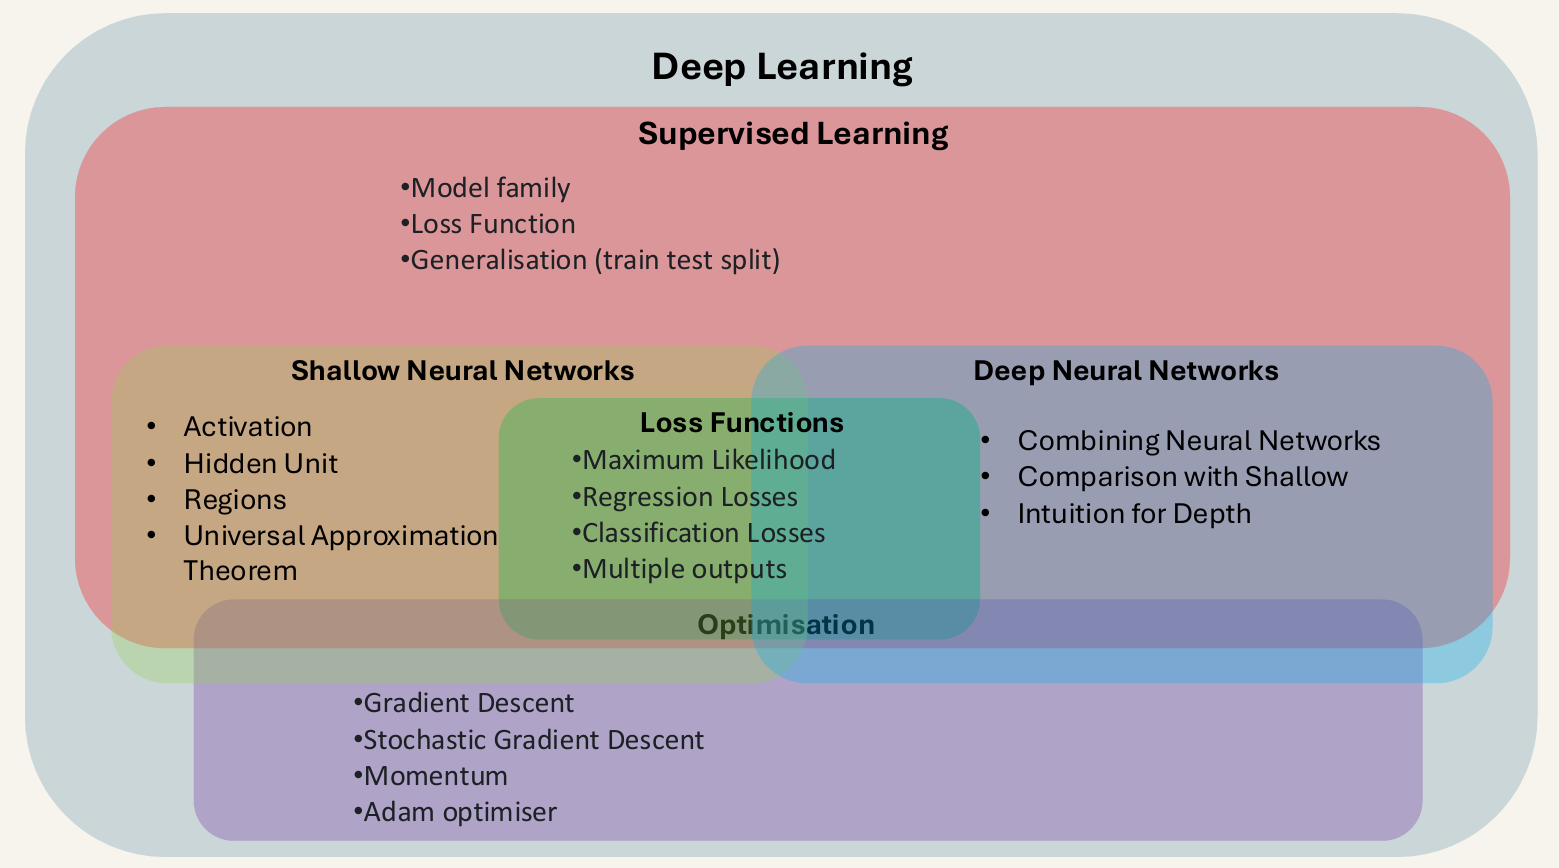 Deep Learning
Supervised Learning
•Model family
•Loss Function
•Generalisation (train test split)
Shallow Neural Networks
• Activation
• Hidden Unit
• Regions
• Universal Approximation
Theorem
Loss Functions
•Maximum Likelihood
•Regression Losses
•Classification Losses
•Multiple outputs
Deep Neural Networks
• Combining Neural Networks
• Comparison with Shallow
• Intuition for Depth
Optimisation
•Gradient Descent
•Stochastic Gradient Descent
•Momentum
•Adam optimiser